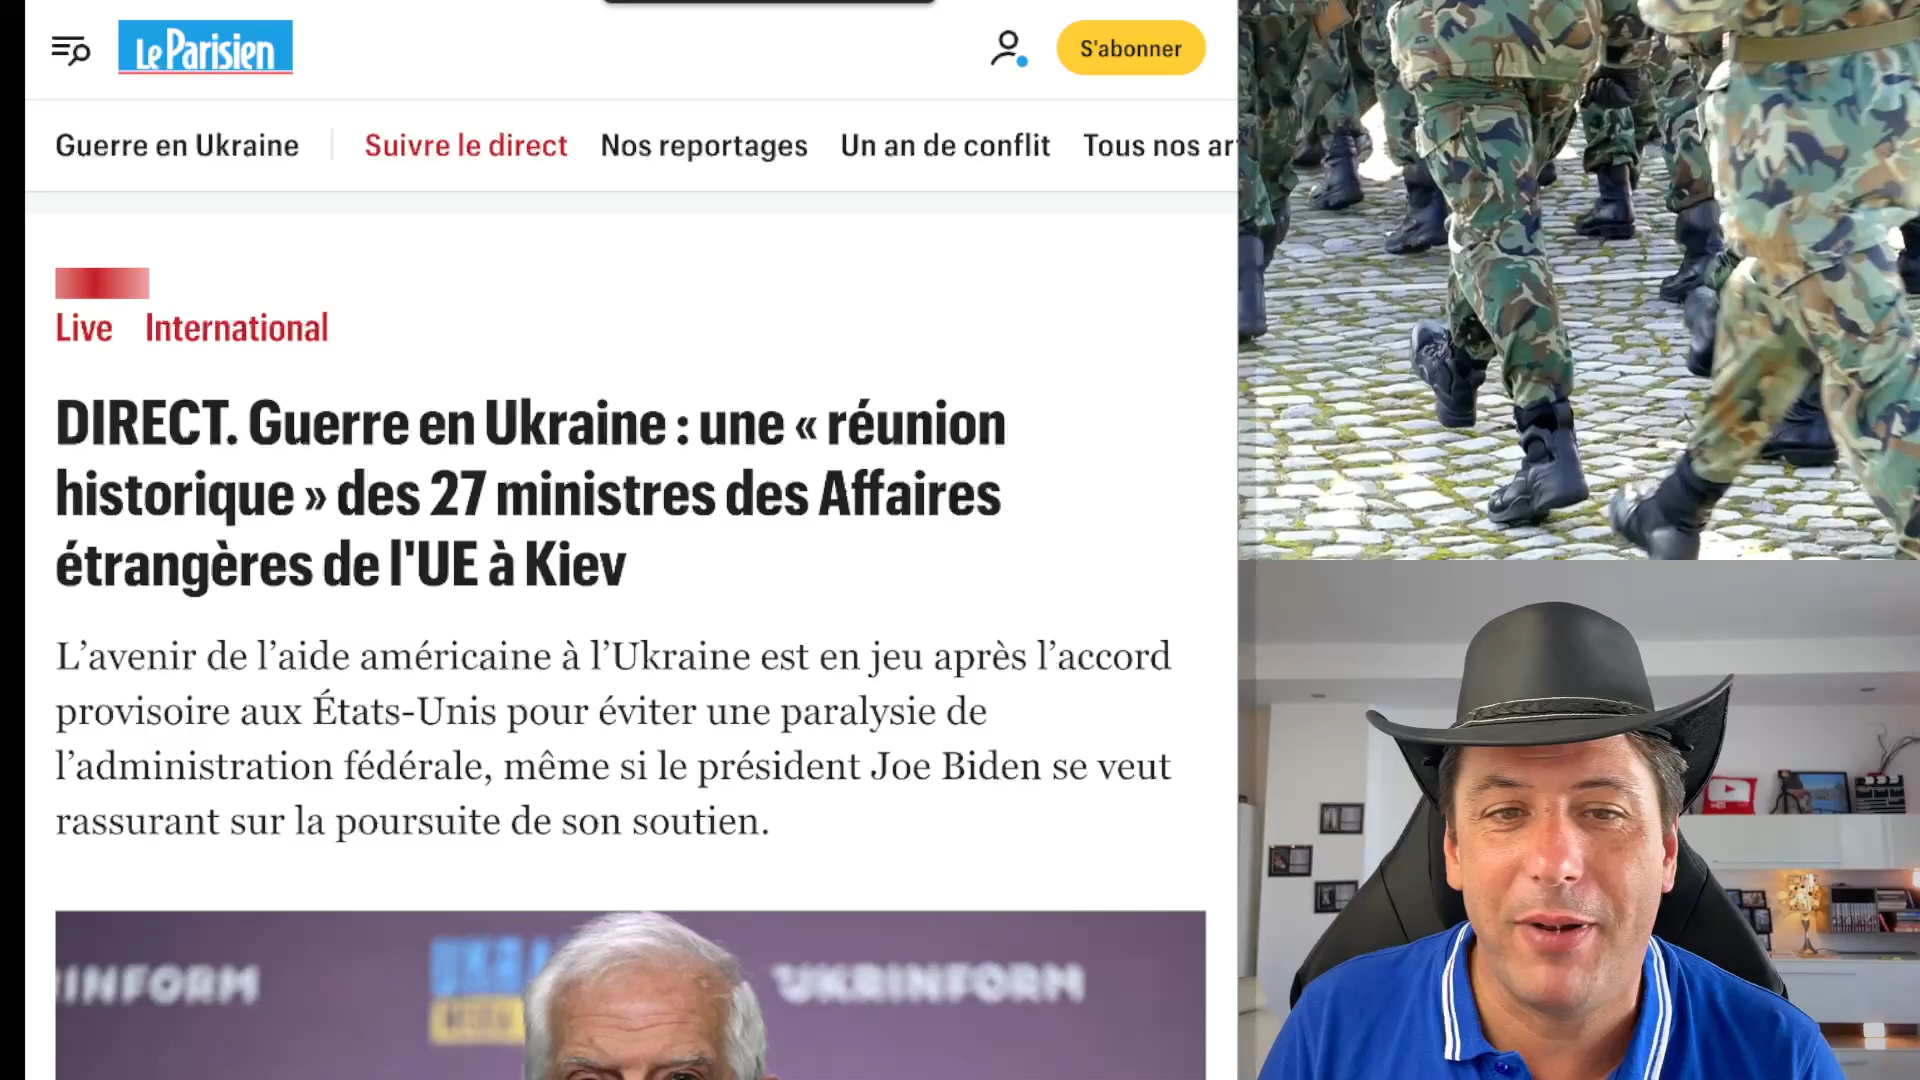 Le Parisien
S'abonner
Guerre en Ukraine
Suivre le direct
Nos reportages
Un an de conflit
Tous nos ar
Live International
DIRECT. Guerre en Ukraine : une « réunion
historique » des 27 ministres des Affaires
étrangères de l'UE à Kiev
L’avenir de l’aide américaine à l’Ukraine est en jeu après l’accord
provisoire aux États-Unis pour éviter une paralysie de
l’administration fédérale, même si le président Joe Biden se veut
rassurant sur la poursuite de son soutien.
RINFORM
UKRA
UKRINFORM